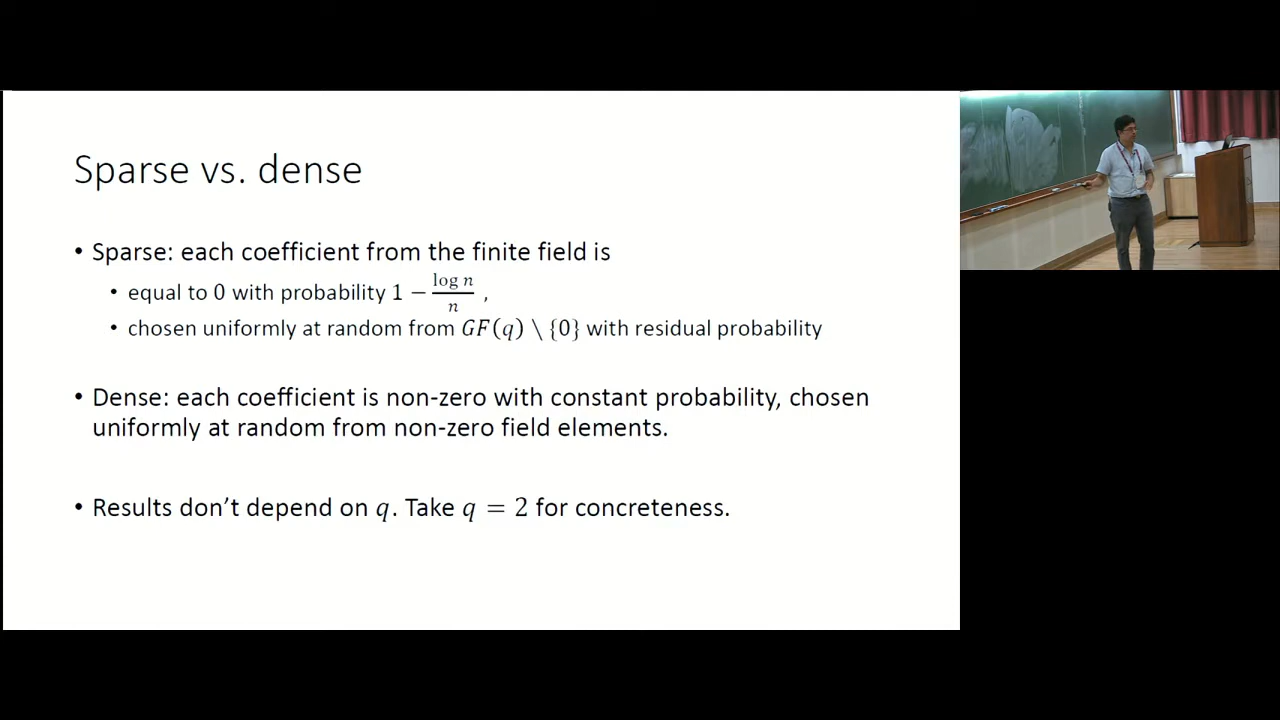 Sparse vs. dense
• Sparse: each coefficient from the finite field is
• equal to 0 with probability 1 − log n / n ,
• chosen uniformly at random from GF(q) \ {0} with residual probability
• Dense: each coefficient is non-zero with constant probability, chosen
uniformly at random from non-zero field elements.
• Results don't depend on q. Take q = 2 for concreteness.